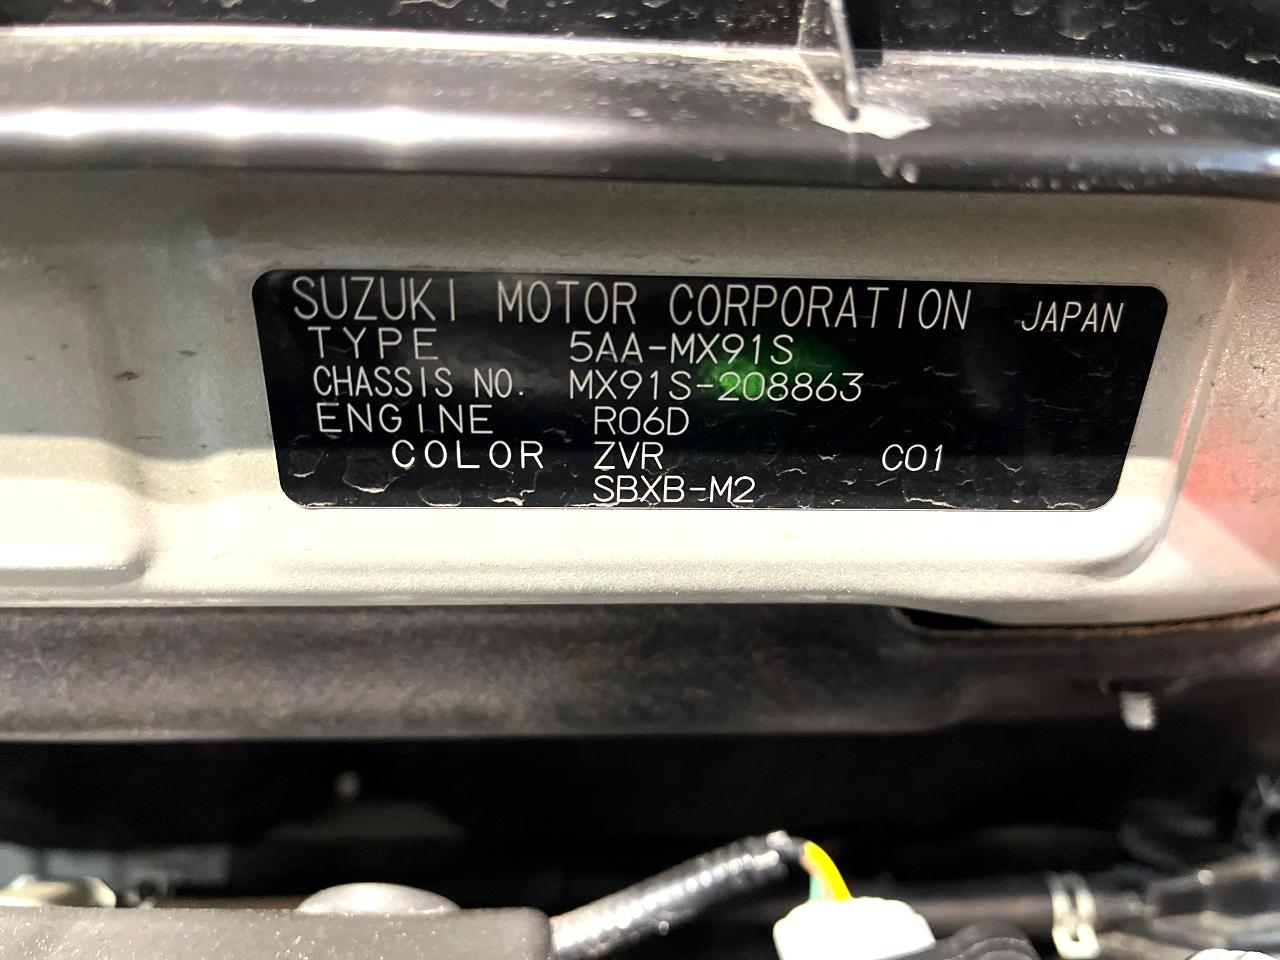 SUZUKI MOTOR CORPORATION JAPAN
TYPE 5AA-MX91S
CHASSIS NO. MX91S-208863
ENGINE R06D
COLOR ZVR C01
SBXB-M2